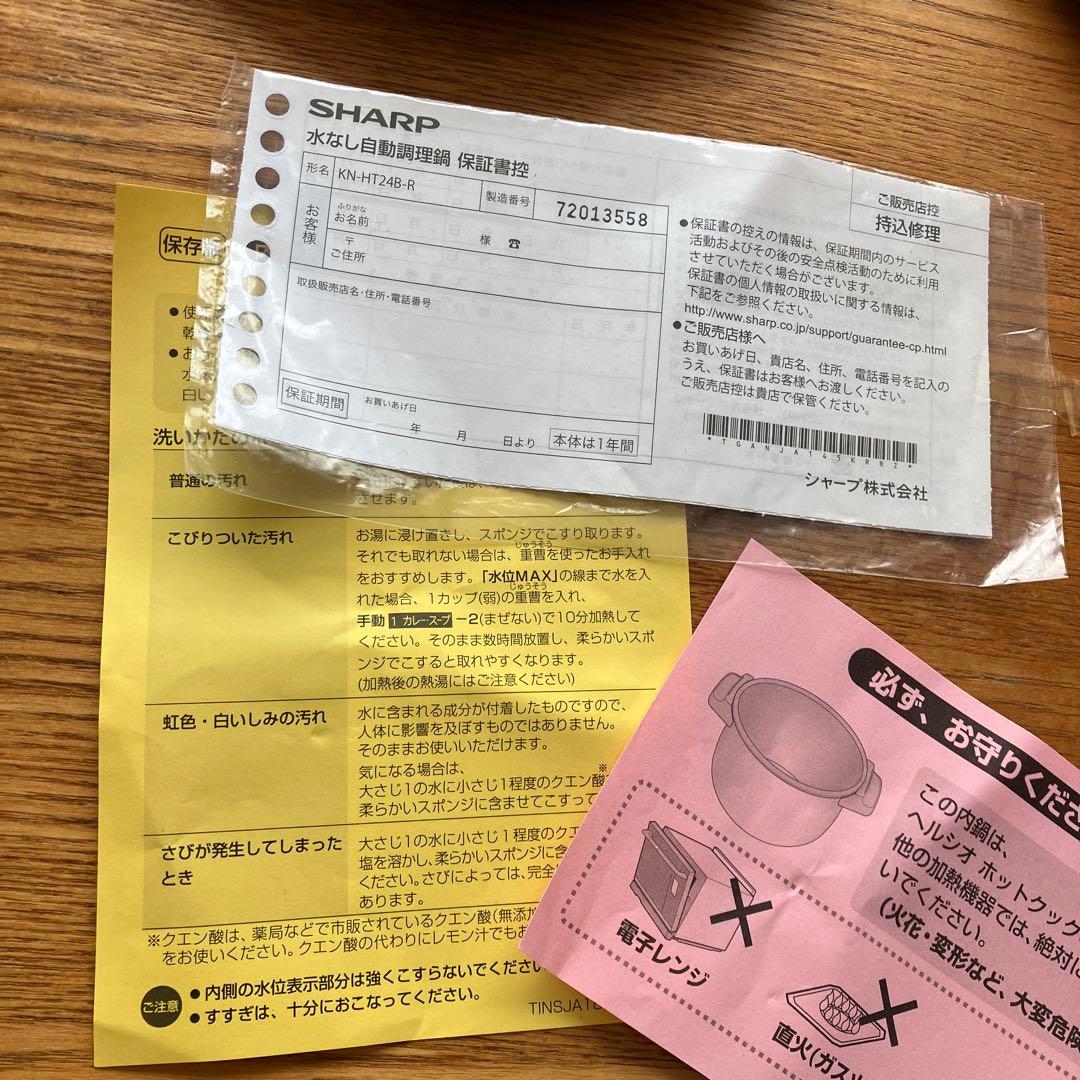 SHARP
水なし自動調理鍋 保証書控
形名 KN-HT24B-R
製造番号 72013558
お客様
ふりがな
お名前
様 ☎
〒
ご住所
取扱販売店名・住所・電話番号
保証期間
お買いあげ日
年 月 日より
本体は1年間
ご販売店控
持込修理
●保証書の控えの情報は、保証期間内のサービス
活動およびその後の安全点検活動のために利用
させていただく場合がございます。
保証書の個人情報の取扱いに関する情報は、
下記をご参照ください。
http://www.sharp.co.jp/support/guarantee-cp.html
●ご販売店様へ
お買いあげ日、貴店名、住所、電話番号を記入の
うえ、保証書はお客様へお渡しください。
ご販売店控は貴店で保管ください。
*TGANJA145KRRZ*
シャープ株式会社
保存版
洗いかたの
普通の汚れ
させます。
こびりついた汚れ
お湯に浸け置きし、スポンジでこすり取ります。
じゅうそう
それでも取れない場合は、重曹を使ったお手入れ
をおすすめします。「水位MAX」の線まで水を入
じゅうそう
れた場合、1カップ(弱)の重曹を入れ、
手動 1 カレー・スープ −2(まぜない)で10分加熱して
ください。そのまま数時間放置し、柔らかいスポ
ンジでこすると取れやすくなります。
(加熱後の熱湯にはご注意ください)
虹色・白いしみの汚れ
水に含まれる成分が付着したものですので、
人体に影響を及ぼすものではありません。
そのままお使いいただけます。
気になる場合は、
※
大さじ1の水に小さじ1程度のクエン酸
柔らかいスポンジに含ませてこすって
さびが発生してしまった
とき
大さじ1の水に小さじ1程度のクエ
塩を溶かし、柔らかいスポンジに含
ください。さびによっては、完全
あります。
※クエン酸は、薬局などで市販されているクエン酸(無添加
をお使いください。クエン酸の代わりにレモン汁でもお
ご注意
●内側の水位表示部分は強くこすらないでください
●すすぎは、十分におこなってください。
TINSJA18
必ず、お守りくださ
この内鍋は、
ヘルシオ ホットクック
他の加熱機器では、絶対に
いでください。
(火花・変形など、大変危険
電子レンジ
直火(ガス